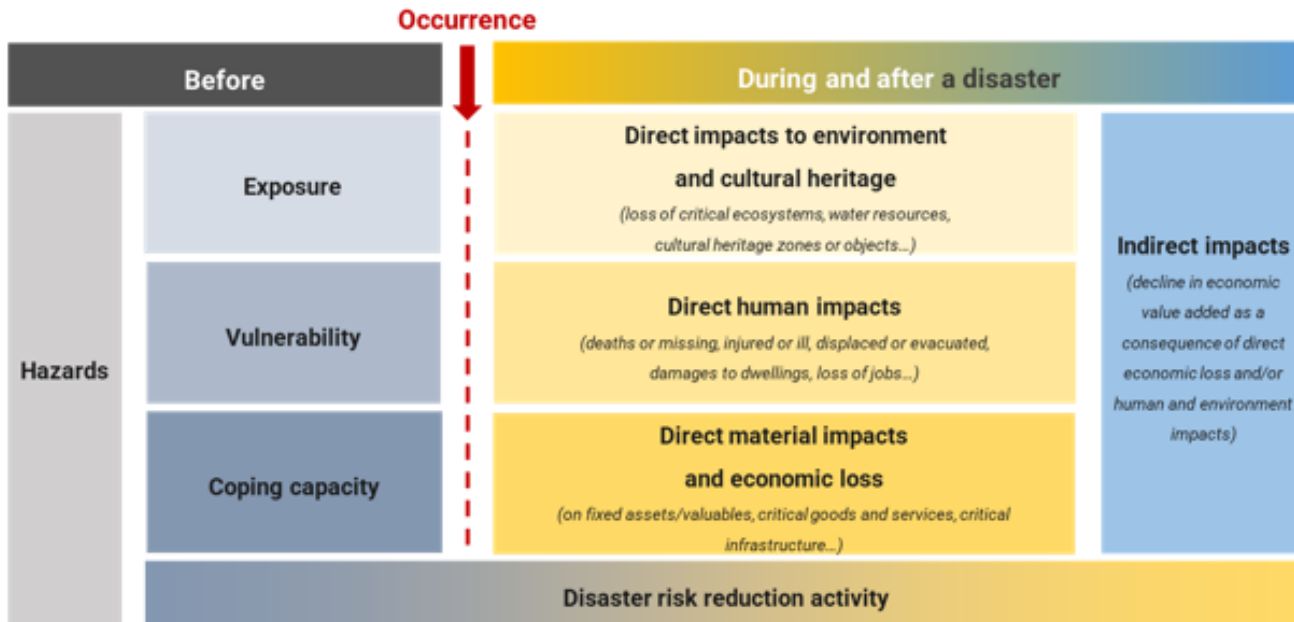 Occurrence
Before
During and after a disaster
Hazards
Exposure
Vulnerability
Coping capacity
Direct impacts to environment
and cultural heritage
(loss of critical ecosystems, water resources,
cultural heritage zones or objects...)
Direct human impacts
(deaths or missing, injured or ill, displaced or evacuated,
damages to dwellings, loss of jobs...)
Direct material impacts
and economic loss
(on fixed assets/valuables, critical goods and services, critical
infrastructure...)
Indirect impacts
(decline in economic
value added as a
consequence of direct
economic loss and/or
human and environment
impacts)
Disaster risk reduction activity